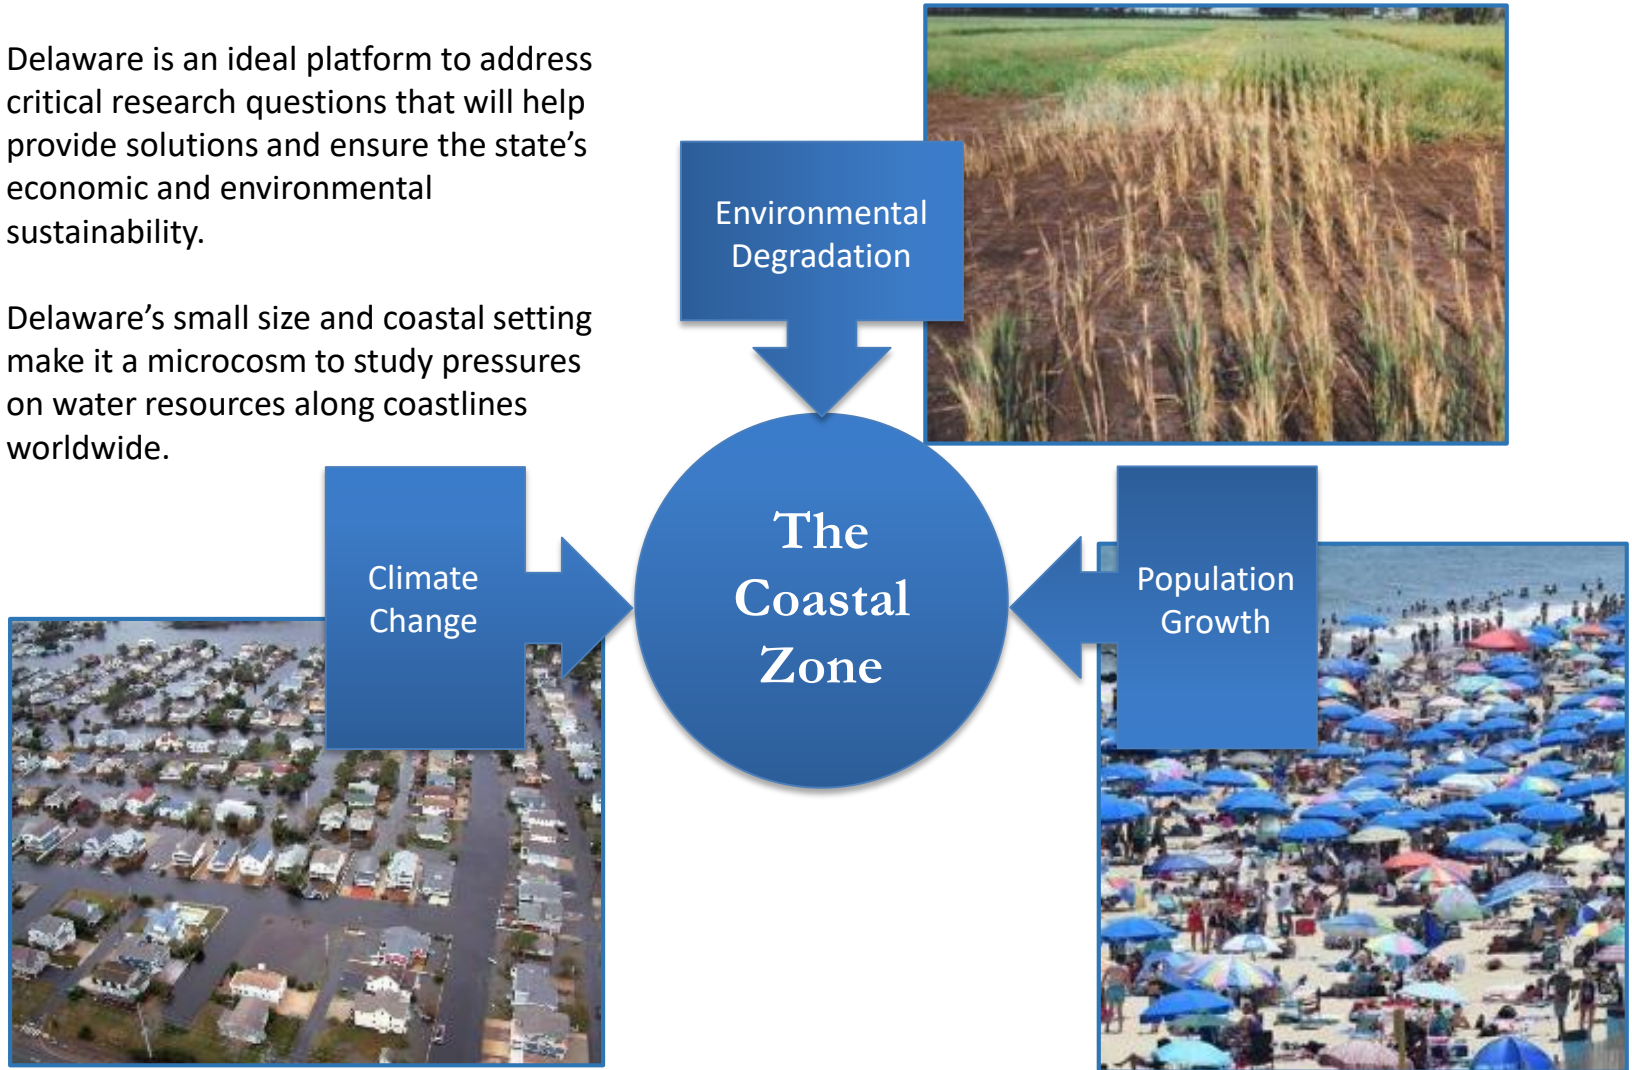 Delaware is an ideal platform to address
critical research questions that will help
provide solutions and ensure the state’s
economic and environmental
sustainability.
Delaware’s small size and coastal setting
make it a microcosm to study pressures
on water resources along coastlines
worldwide.
Environmental
Degradation
Climate
Change
The
Coastal
Zone
Population
Growth